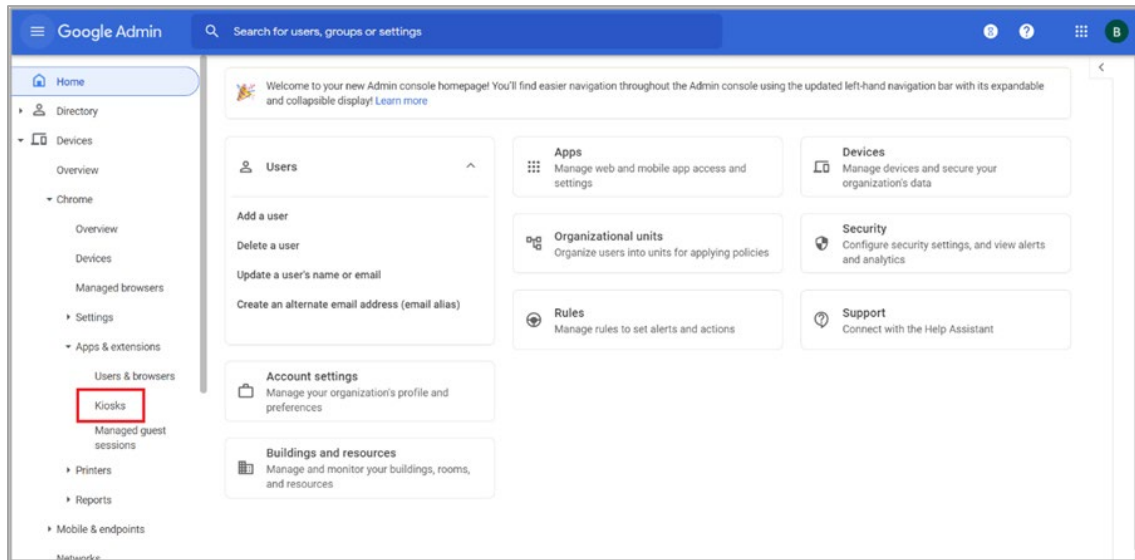 Google Admin
Search for users, groups or settings
8
?
B
Home
Directory
Devices
Overview
Chrome
Overview
Devices
Managed browsers
Settings
Apps & extensions
Users & browsers
Kiosks
Managed guest
sessions
Printers
Reports
Mobile & endpoints
Networks
Welcome to your new Admin console homepage! You'll find easier navigation throughout the Admin console using the updated left-hand navigation bar with its expandable
and collapsible display! Learn more
Users
Add a user
Delete a user
Update a user's name or email
Create an alternate email address (email alias)
Account settings
Manage your organization's profile and
preferences
Buildings and resources
Manage and monitor your buildings, rooms,
and resources
Apps
Manage web and mobile app access and
settings
Organizational units
Organize users into units for applying policies
Rules
Manage rules to set alerts and actions
Devices
Manage devices and secure your
organization's data
Security
Configure security settings, and view alerts
and analytics
Support
Connect with the Help Assistant